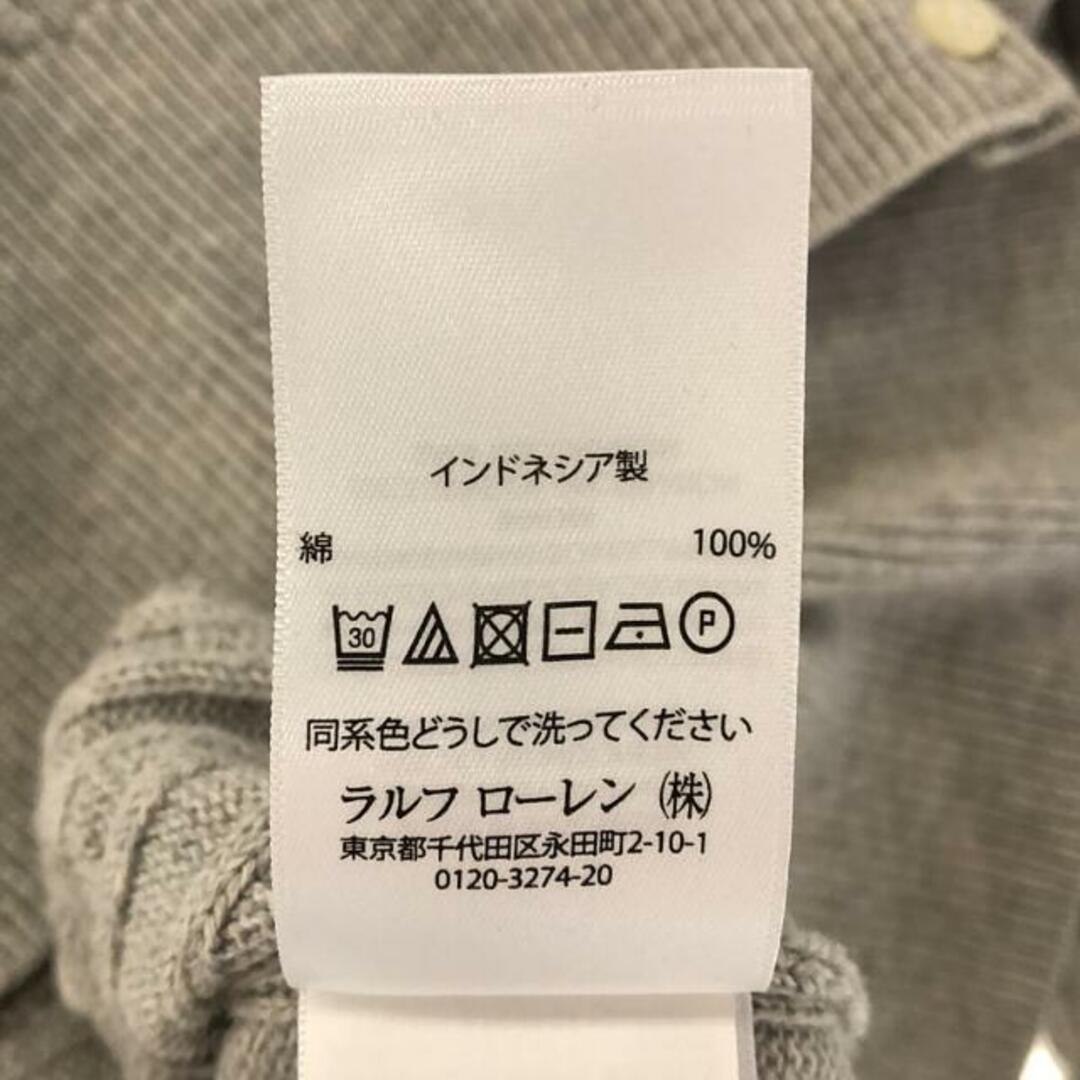 インドネシア製
綿 100%
30 P
同系色どうしで洗ってください
ラルフ ローレン (株)
東京都千代田区永田町2-10-1
0120-3274-20